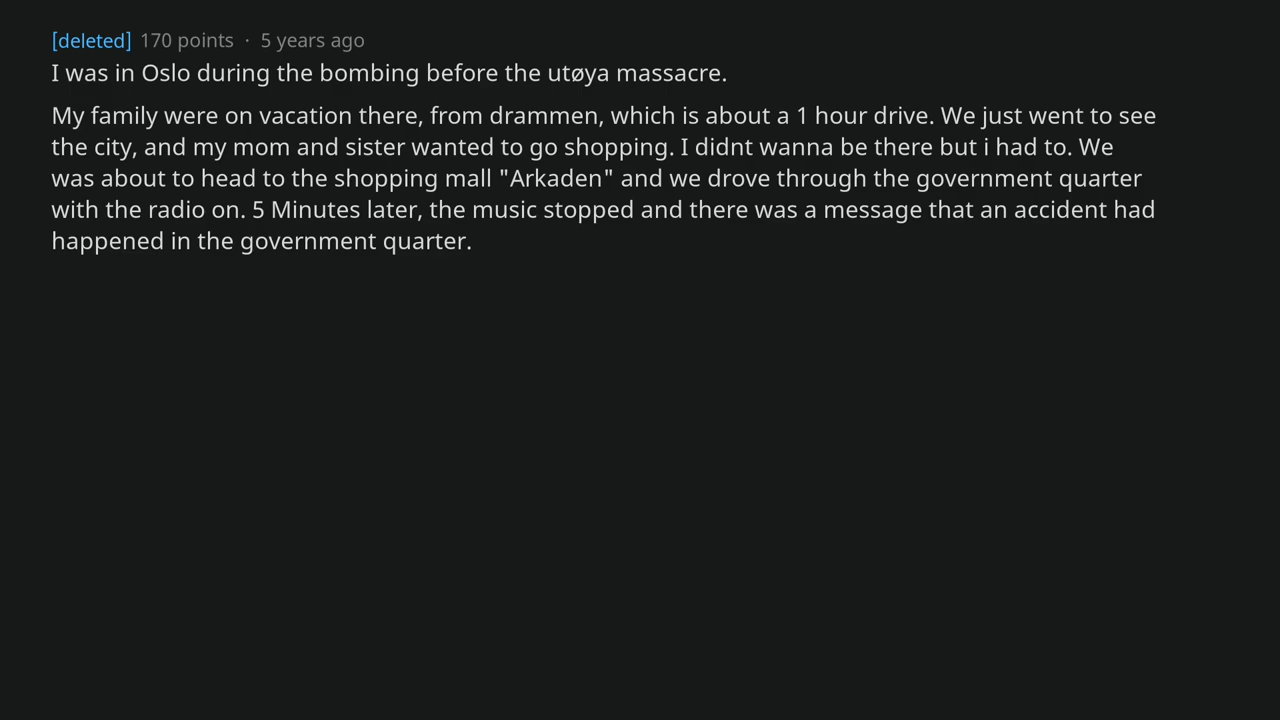 [deleted] 170 points · 5 years ago
I was in Oslo during the bombing before the utøya massacre.
My family were on vacation there, from drammen, which is about a 1 hour drive. We just went to see
the city, and my mom and sister wanted to go shopping. I didnt wanna be there but i had to. We
was about to head to the shopping mall "Arkaden" and we drove through the government quarter
with the radio on. 5 Minutes later, the music stopped and there was a message that an accident had
happened in the government quarter.